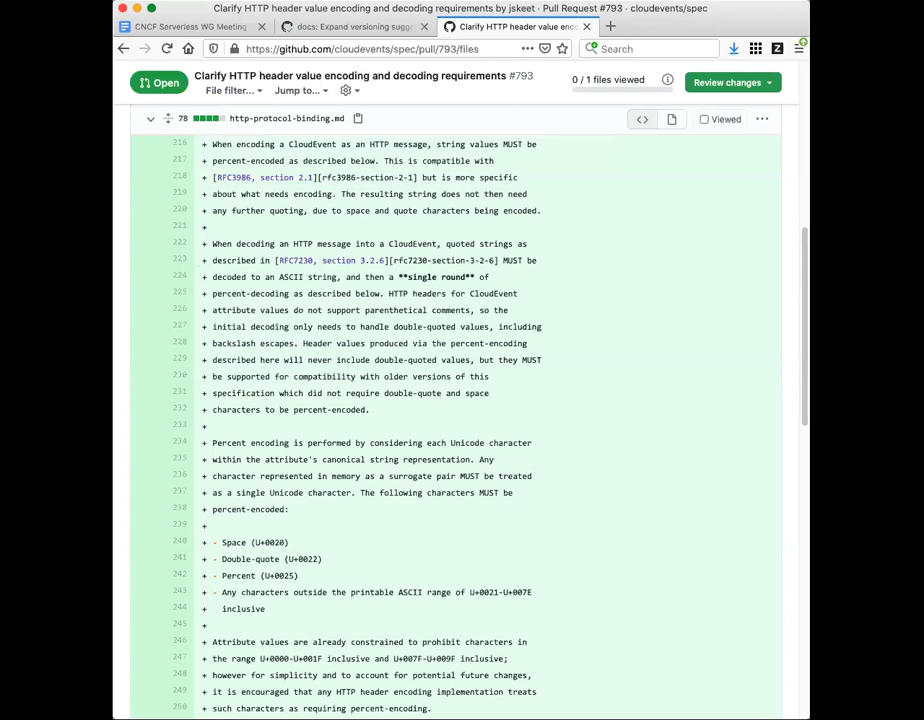 Clarify HTTP header value encoding and decoding requirements by jskeet · Pull Request #793 · cloudevents/spec
CNCF Serverless WG Meeting
docs: Expand versioning sugg
Clarify HTTP header value enc
https://github.com/cloudevents/spec/pull/793/files
Search
Open
Clarify HTTP header value encoding and decoding requirements #793
File filter...
Jump to...
0 / 1 files viewed
Review changes
78
http-protocol-binding.md
Viewed
216 + When encoding a CloudEvent as an HTTP message, string values MUST be
217 + percent-encoded as described below. This is compatible with
218 + [RFC3986, section 2.1][rfc3986-section-2-1] but is more specific
219 + about what needs encoding. The resulting string does not then need
220 + any further quoting, due to space and quote characters being encoded.
221 +
222 + When decoding an HTTP message into a CloudEvent, quoted strings as
223 + described in [RFC7230, section 3.2.6][rfc7230-section-3-2-6] MUST be
224 + decoded to an ASCII string, and then a **single round** of
225 + percent-decoding as described below. HTTP headers for CloudEvent
226 + attribute values do not support parenthetical comments, so the
227 + initial decoding only needs to handle double-quoted values, including
228 + backslash escapes. Header values produced via the percent-encoding
229 + described here will never include double-quoted values, but they MUST
230 + be supported for compatibility with older versions of this
231 + specification which did not require double-quote and space
232 + characters to be percent-encoded.
233 +
234 + Percent encoding is performed by considering each Unicode character
235 + within the attribute's canonical string representation. Any
236 + character represented in memory as a surrogate pair MUST be treated
237 + as a single Unicode character. The following characters MUST be
238 + percent-encoded:
239 +
240 + - Space (U+0020)
241 + - Double-quote (U+0022)
242 + - Percent (U+0025)
243 + - Any characters outside the printable ASCII range of U+0021-U+007E
244 + inclusive
245 +
246 + Attribute values are already constrained to prohibit characters in
247 + the range U+0000-U+001F inclusive and U+007F-U+009F inclusive;
248 + however for simplicity and to account for potential future changes,
249 + it is encouraged that any HTTP header encoding implementation treats
250 + such characters as requiring percent-encoding.